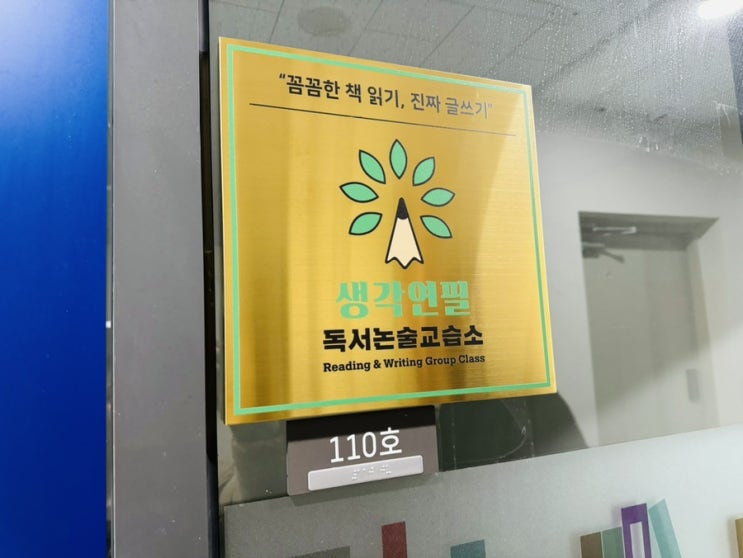 "꼼꼼한 책 읽기, 진짜 글쓰기"
생각연필
독서논술교습소
Reading & Writing Group Class
110호